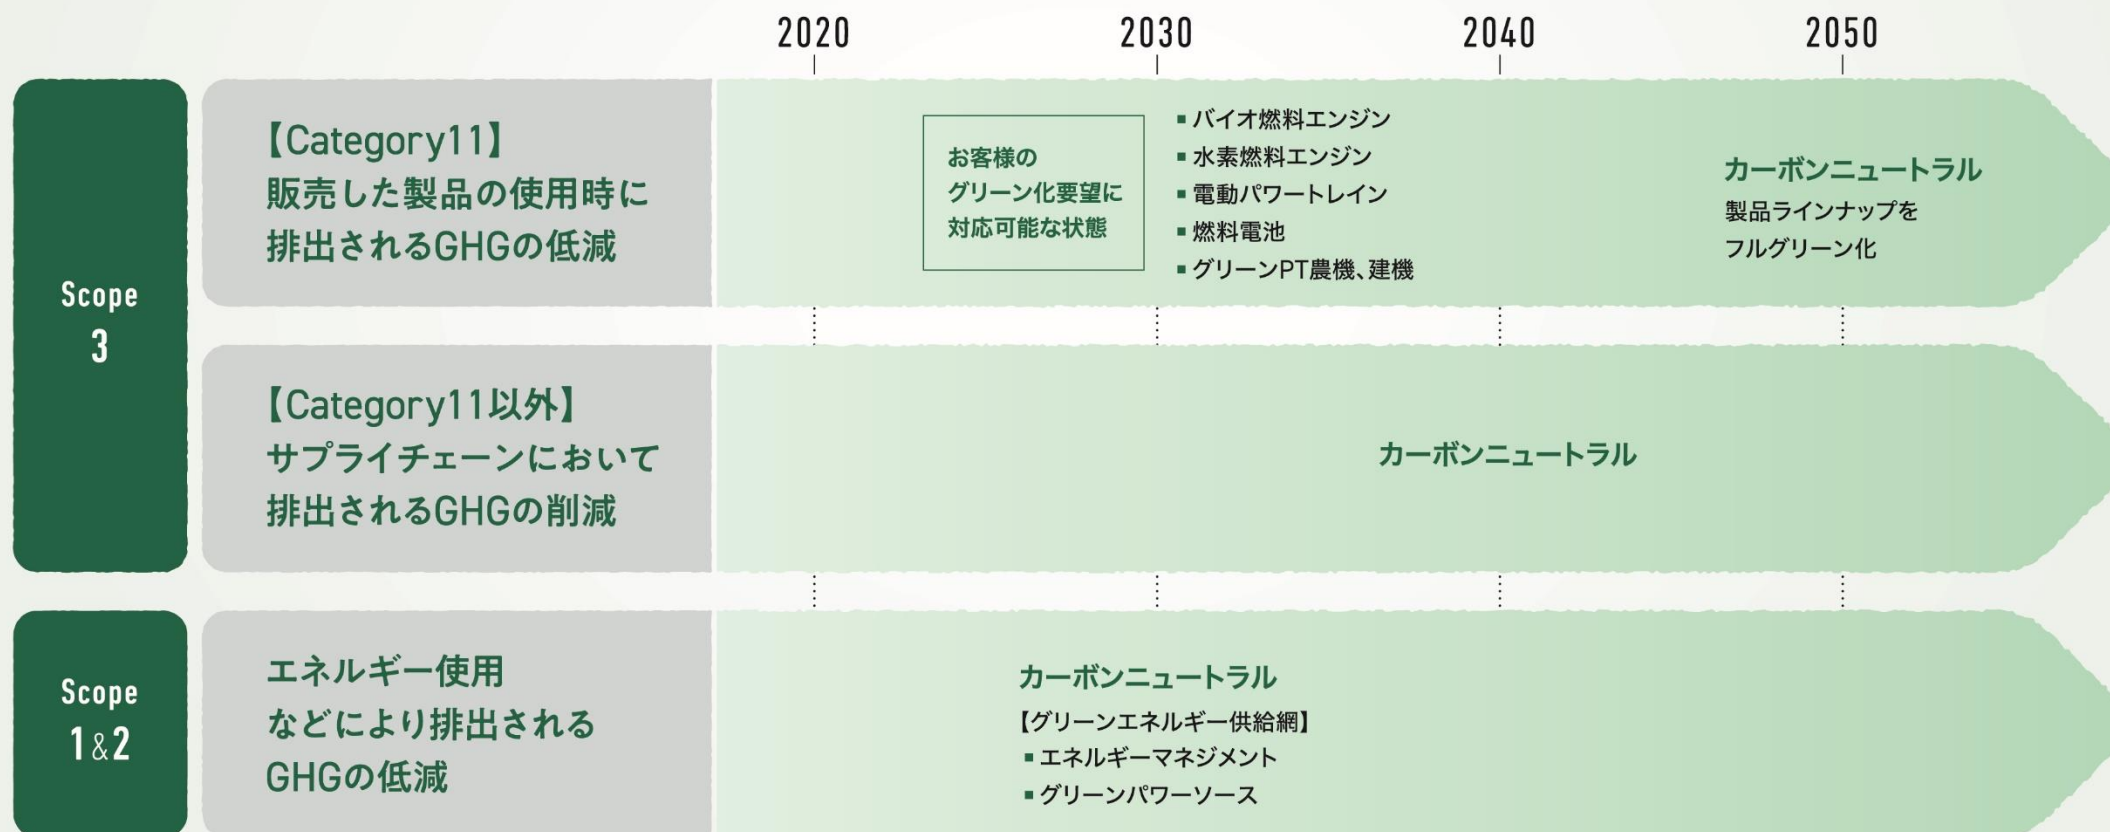 2020 2030 2040 2050
Scope
3
【Category11】
販売した製品の使用時に
排出されるGHGの低減
お客様の
グリーン化要望に
対応可能な状態
▪バイオ燃料エンジン
▪水素燃料エンジン
▪電動パワートレイン
▪燃料電池
▪グリーンPT農機、建機
カーボンニュートラル
製品ラインナップを
フルグリーン化
【Category11以外】
サプライチェーンにおいて
排出されるGHGの削減
カーボンニュートラル
Scope
1&2
エネルギー使用
などにより排出される
GHGの低減
カーボンニュートラル
【グリーンエネルギー供給網】
▪エネルギーマネジメント
▪グリーンパワーソース